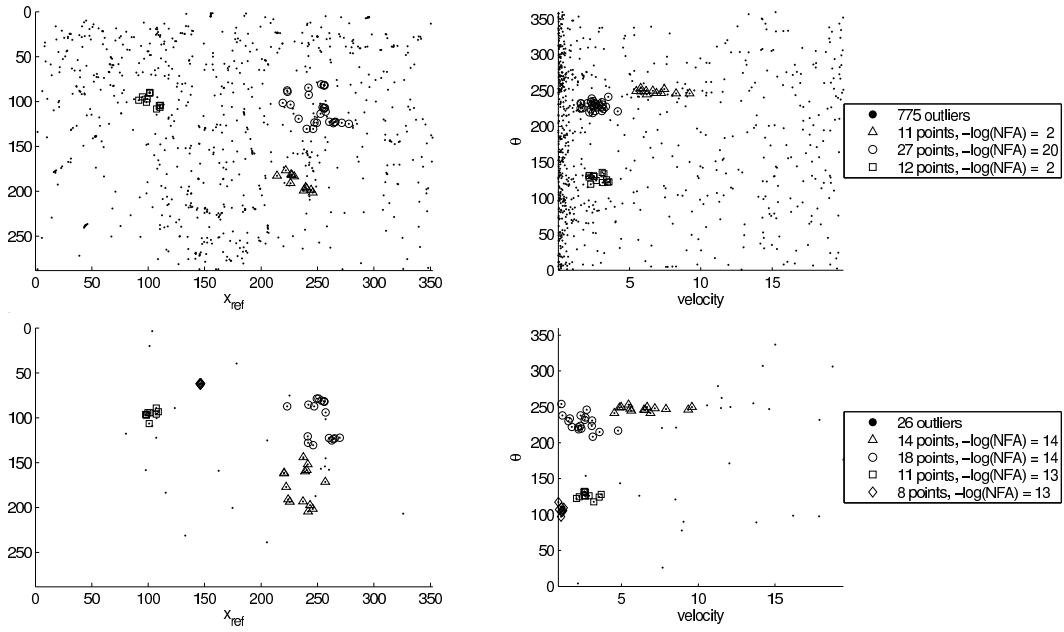 0
50
100
150
200
250
0 50 100 150 200 250 300 350
x_ref
350
300
250
200
150
100
50
0
θ
5 10 15
velocity
775 outliers
11 points, -log(NFA) = 2
27 points, -log(NFA) = 20
12 points, -log(NFA) = 2
0
50
100
150
200
250
0 50 100 150 200 250 300 350
x_ref
350
300
250
200
150
100
50
0
θ
5 10 15
velocity
26 outliers
14 points, -log(NFA) = 14
18 points, -log(NFA) = 14
11 points, -log(NFA) = 13
8 points, -log(NFA) = 13